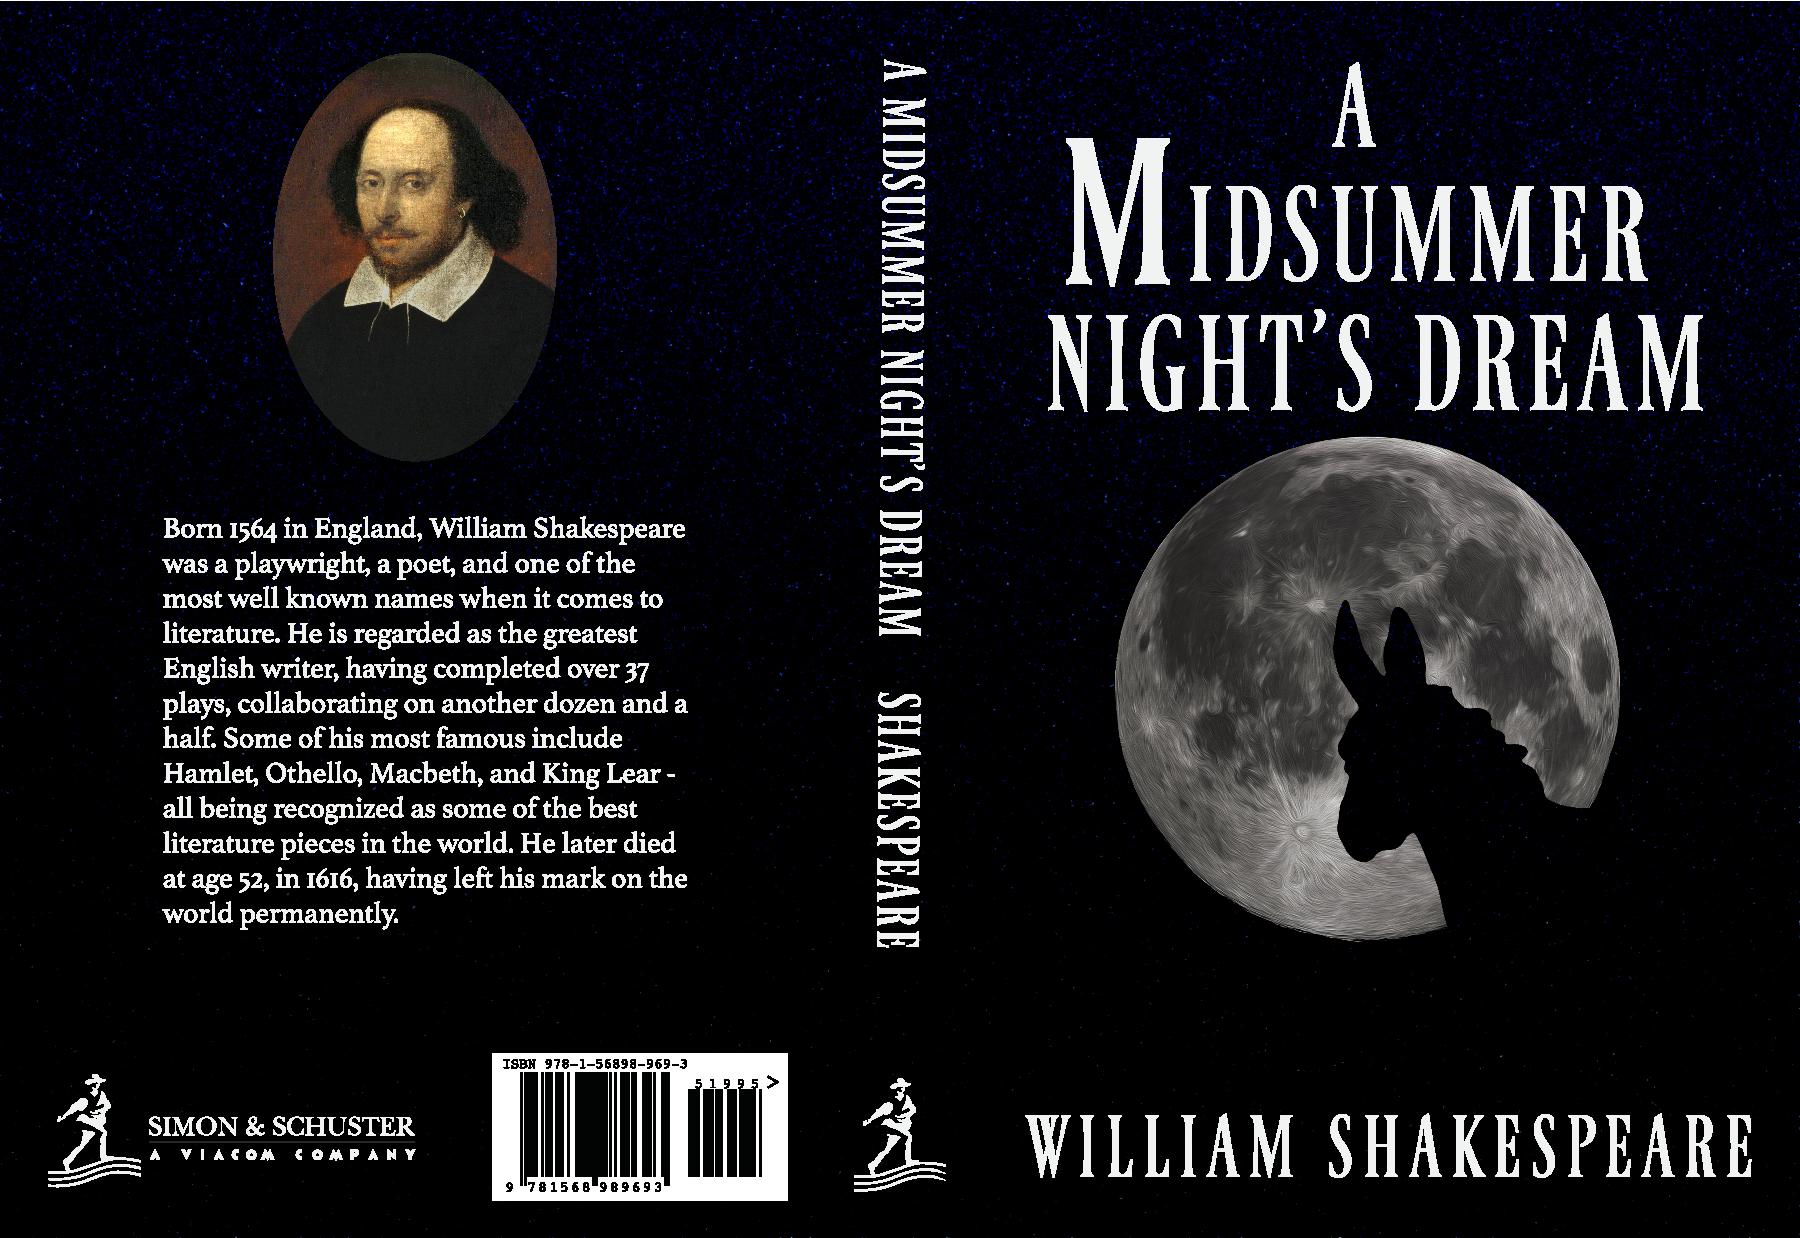 Born 1564 in England, William Shakespeare
was a playwright, a poet, and one of the
most well known names when it comes to
literature. He is regarded as the greatest
English writer, having completed over 37
plays, collaborating on another dozen and a
half. Some of his most famous include
Hamlet, Othello, Macbeth, and King Lear -
all being recognized as some of the best
literature pieces in the world. He later died
at age 52, in 1616, having left his mark on the
world permanently.
SIMON & SCHUSTER
A VIACOM COMPANY
ISBN 978-1-56898-969-3
51995>
9 781568 989693
A MIDSUMMER NIGHT'S DREAM SHAKESPEARE
A
MIDSUMMER
NIGHT'S DREAM
WILLIAM SHAKESPEARE